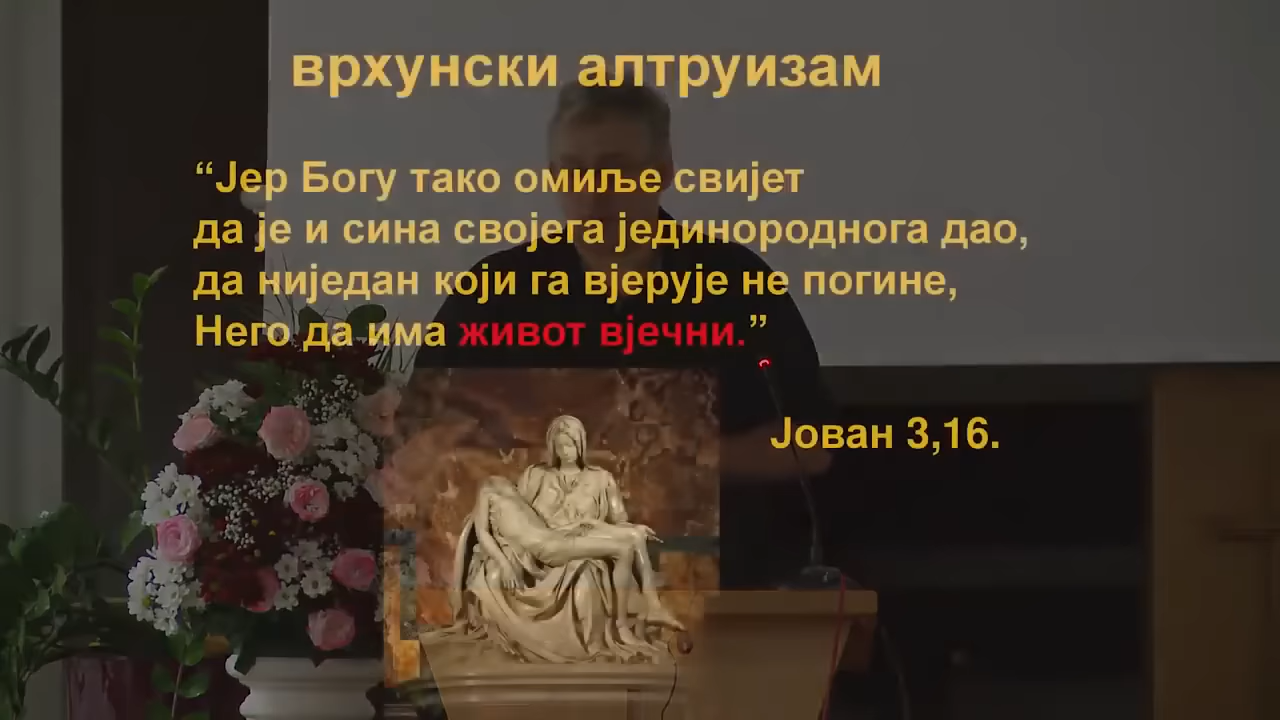 врхунски алтруизам
“Јер Богу тако омиље свијет
да је и сина својега јединороднога дао,
да ниједан који га вјерује не погине,
Него да има живот вјечни.”
Јован 3,16.